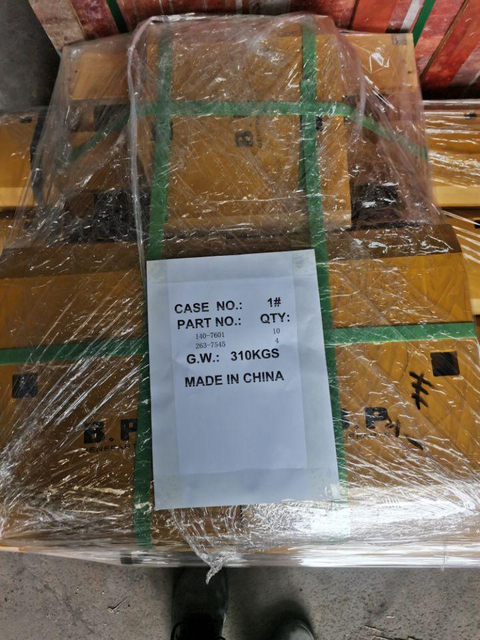 CASE NO.: 1#
PART NO.: QTY:
140-7601 10
263-7545 4
G.W.: 310KGS
MADE IN CHINA
B.P
B.P.
#